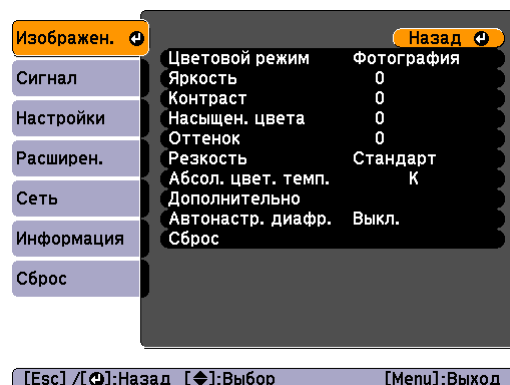 Изображен.
Сигнал
Настройки
Расширен.
Сеть
Информация
Сброс
Назад
Цветовой режим Фотография
Яркость 0
Контраст 0
Насыщен. цвета 0
Оттенок 0
Резкость Стандарт
Абсол. цвет. темп. K
Дополнительно
Автонастр. диафр. Выкл.
Сброс
[Esc] /[⏎]:Назад [◆]:Выбор [Menu]:Выход